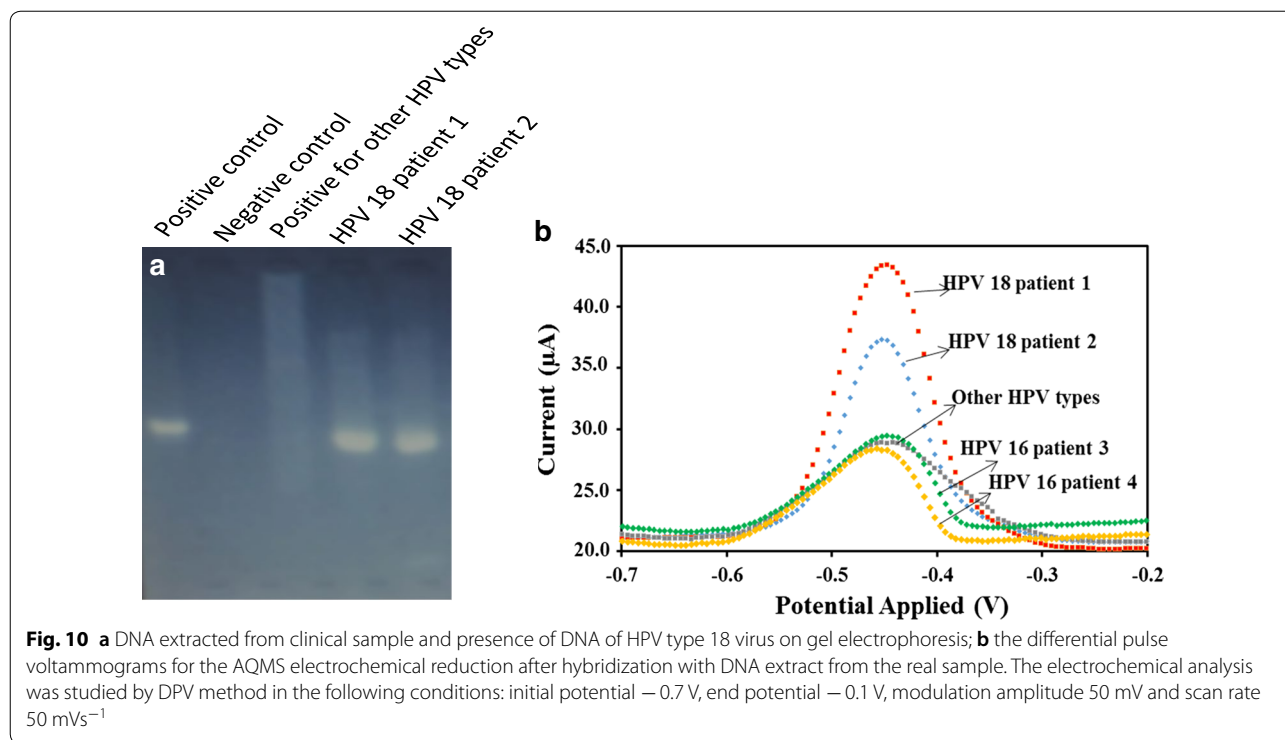 Positive control
Negative control
Positive for other HPV types
HPV 18 patient 1
HPV 18 patient 2
a
b
45.0
40.0
35.0
30.0
25.0
20.0
Current (µA)
HPV 18 patient 1
HPV 18 patient 2
Other HPV types
HPV 16 patient 3
HPV 16 patient 4
-0.7 -0.6 -0.5 -0.4 -0.3 -0.2
Potential Applied (V)
Fig. 10 a DNA extracted from clinical sample and presence of DNA of HPV type 18 virus on gel electrophoresis; b the differential pulse
voltammograms for the AQMS electrochemical reduction after hybridization with DNA extract from the real sample. The electrochemical analysis
was studied by DPV method in the following conditions: initial potential − 0.7 V, end potential − 0.1 V, modulation amplitude 50 mV and scan rate
50 mVs⁻¹